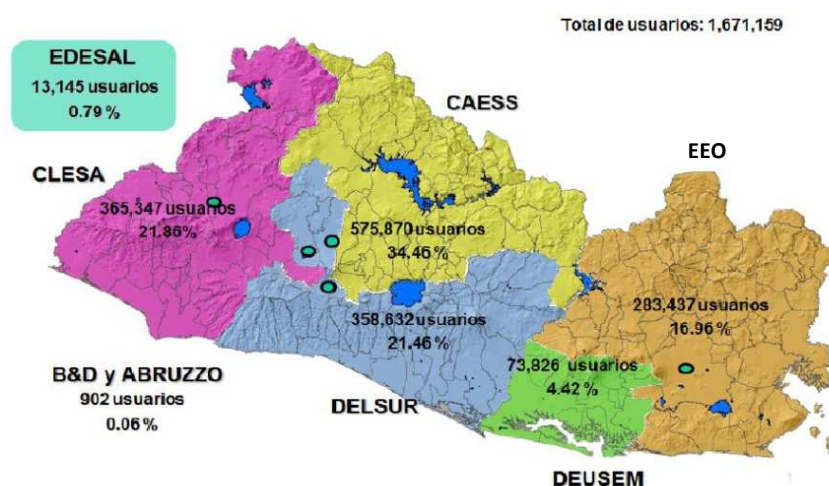 Total de usuarios: 1,671,159
EDESAL
13,145 usuarios
0.79 %
CAESS
EEO
CLESA
365,347 usuarios
21.86%
575,870 usuarios
34.46%
283,437 usuarios
16.96%
358,632 usuarios
21.46%
73,826 usuarios
4.42%
B&D y ABRUZZO
902 usuarios
0.06%
DELSUR
DEUSEM